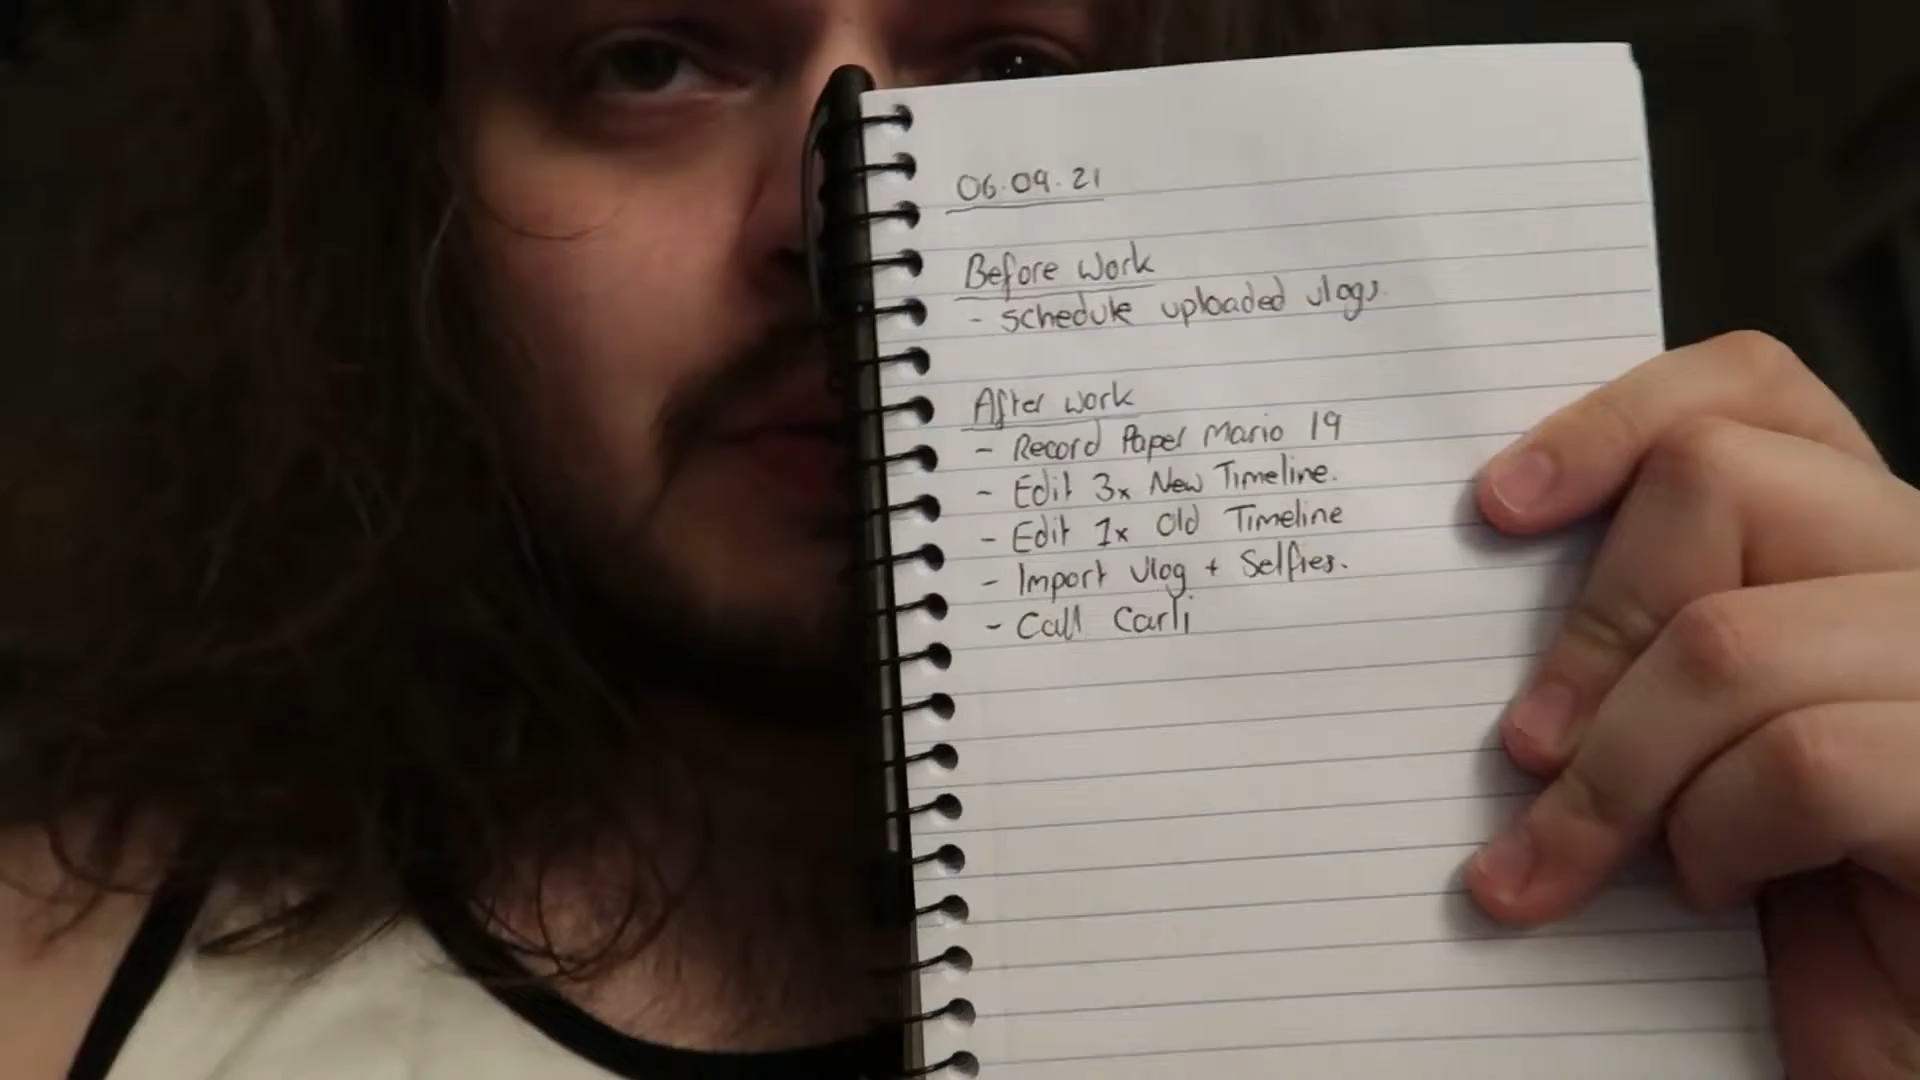 06.09.21
Before work
- schedule uploaded vlogs.
After work
- Record Paper Mario 19
- Edit 3x New Timeline.
- Edit 1x Old Timeline
- Import vlog + Selfies.
- Call Carli